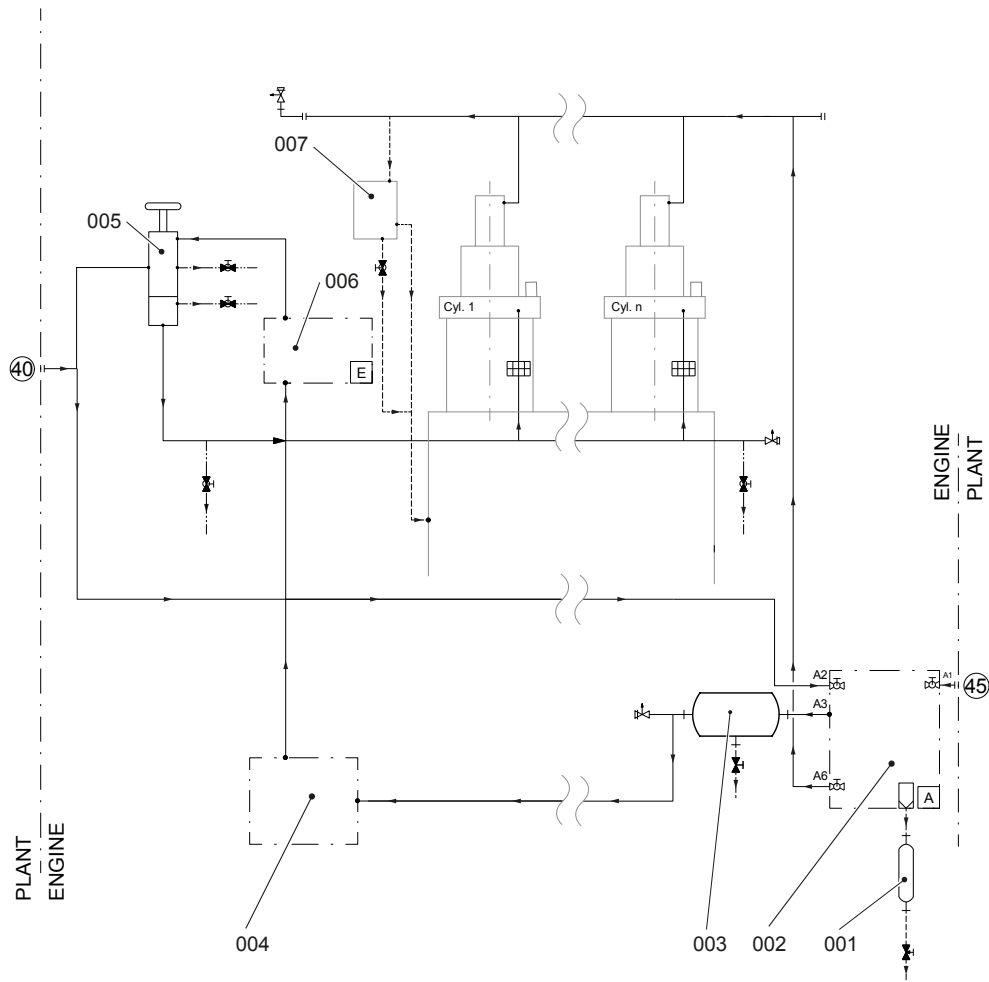 007
005
006
Cyl. 1
Cyl. n
40
E
ENGINE
PLANT
A2
A1
45
A3
A6
A
PLANT
ENGINE
004
003
002
001